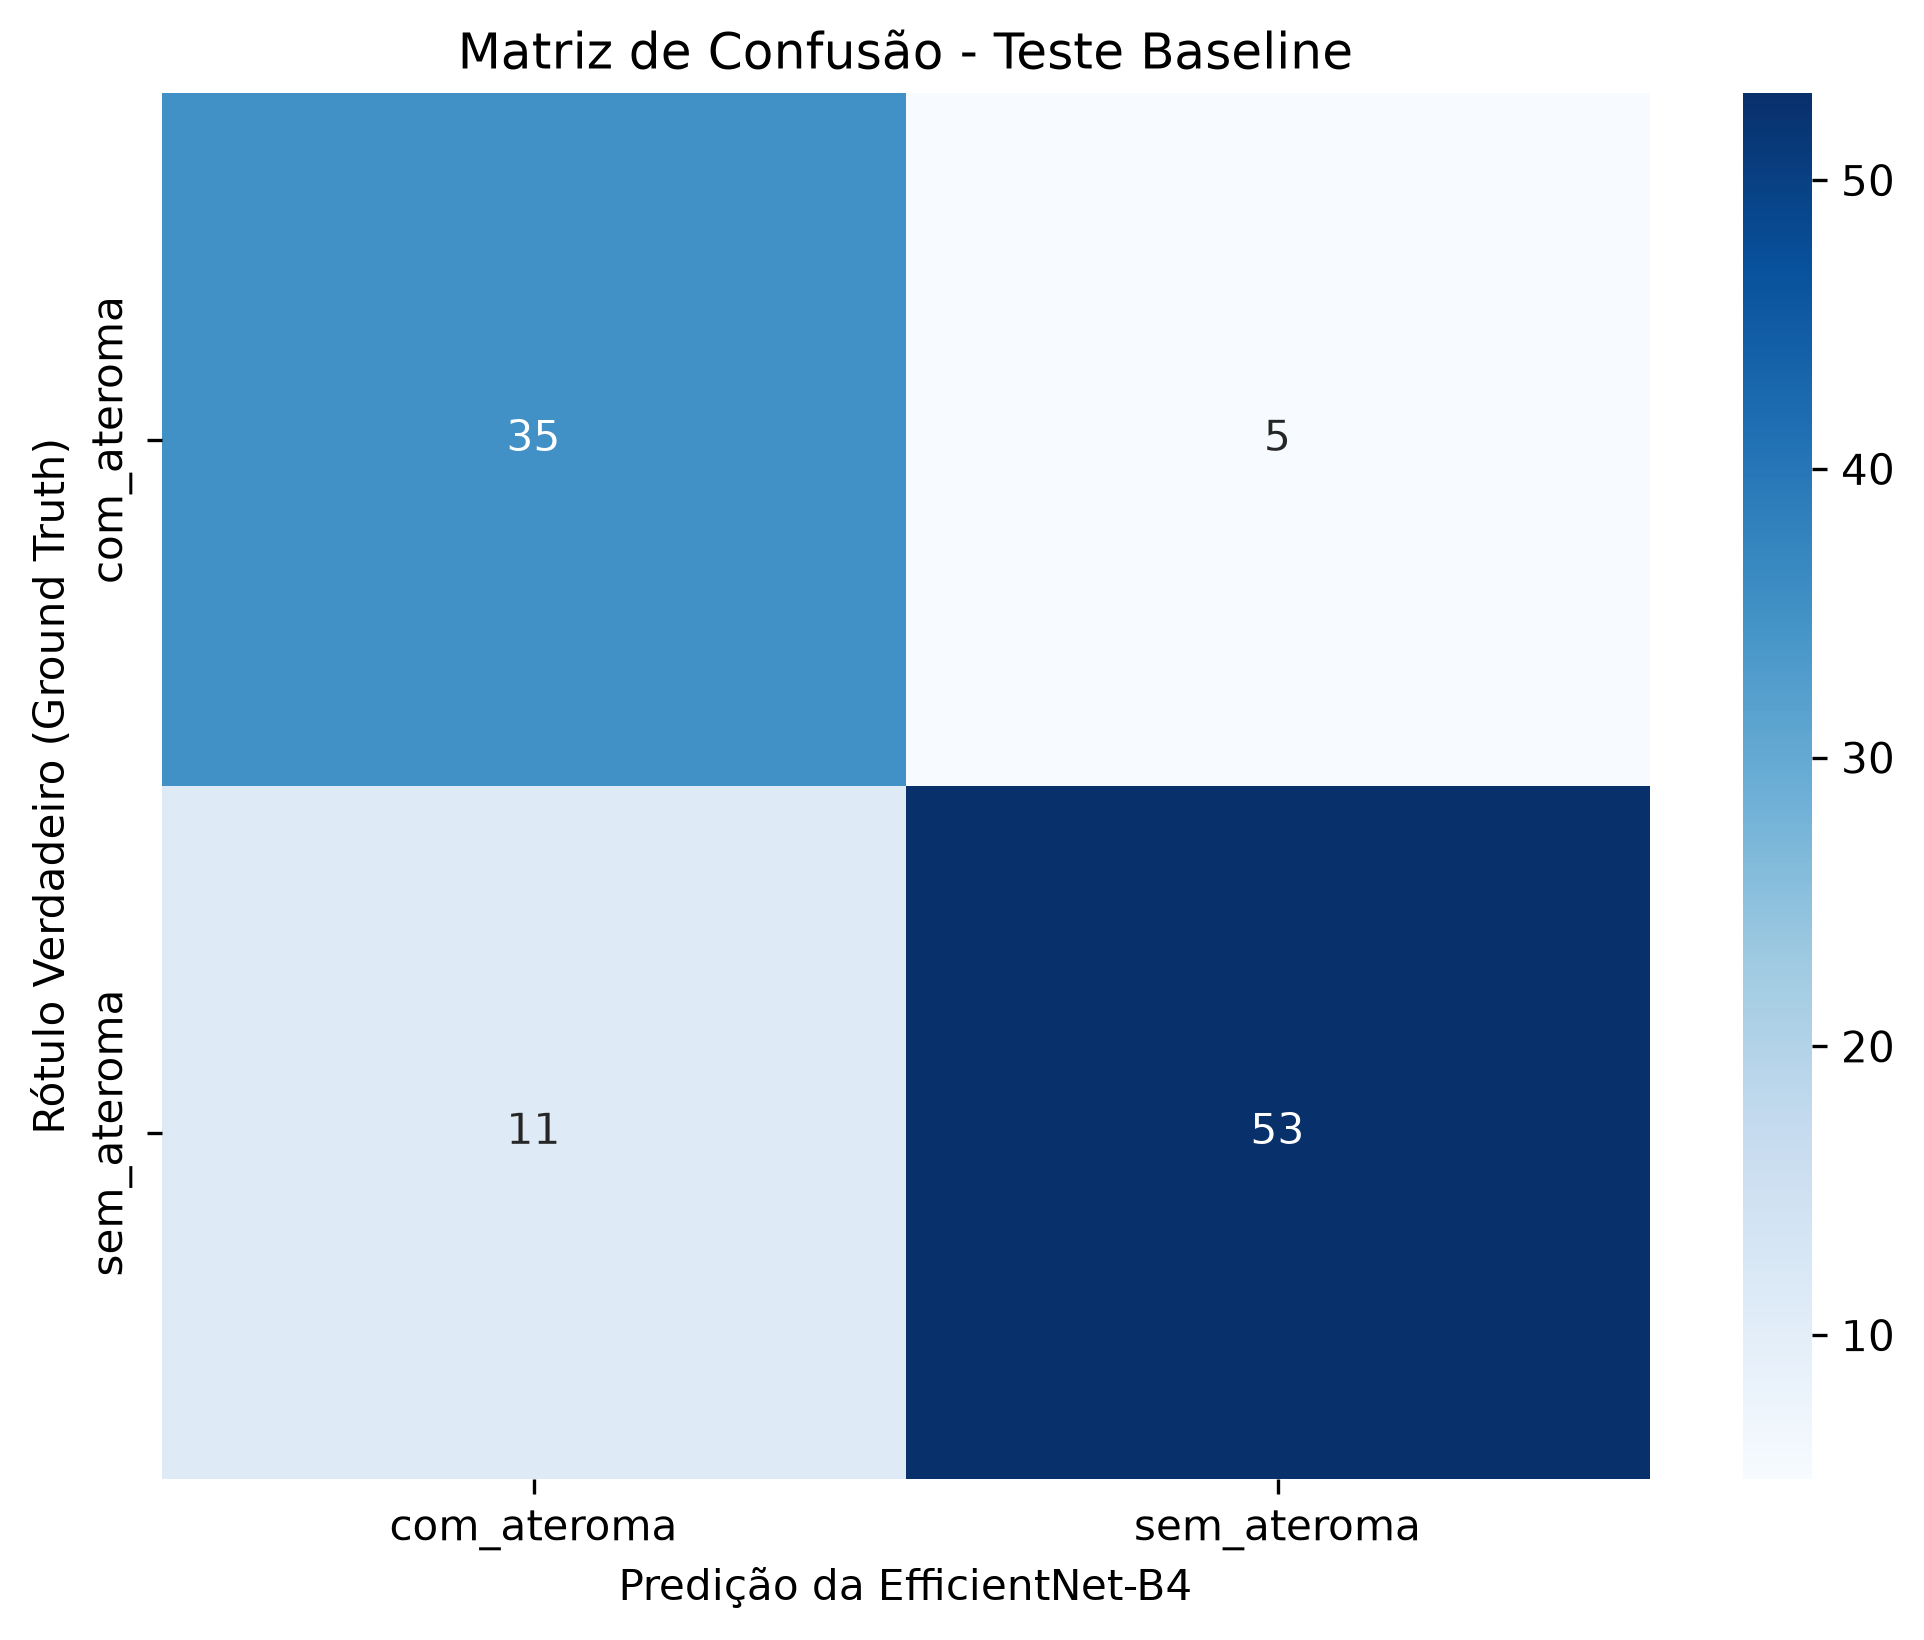 Matriz de Confusão - Teste Baseline
Rótulo Verdadeiro (Ground Truth)
com_ateroma
35
5
sem_ateroma
11
53
com_ateroma
sem_ateroma
Predição da EfficientNet-B4
50
40
30
20
10